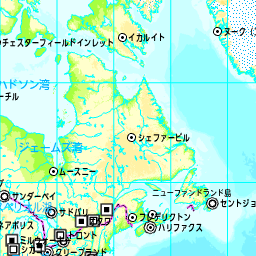 イカルイト
ヌーク(
チェスターフィールドインレット
ハドソン湾
チル
シェファービル
ジェームズ湾
ムースニー
ニューファンドランド島
サンダーベイ
セントジョ
サドバリ
フレデリクトン
ハリファクス
ネアポリス
ミル
トロント
シカ
クリーブランド